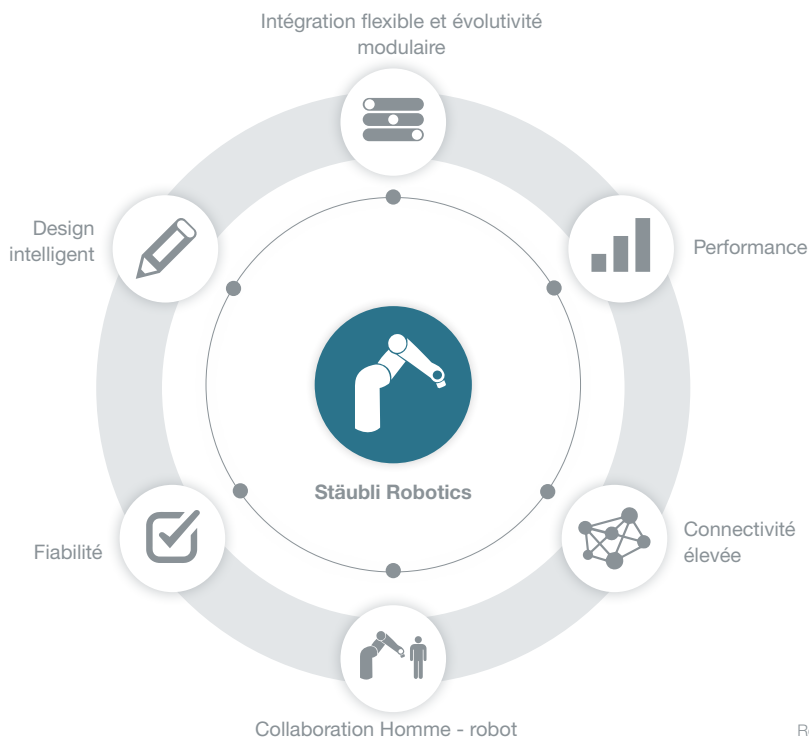 Intégration flexible et évolutivité
modulaire
Design
intelligent
Performance
Stäubli Robotics
Fiabilité
Connectivité
élevée
Collaboration Homme - robot